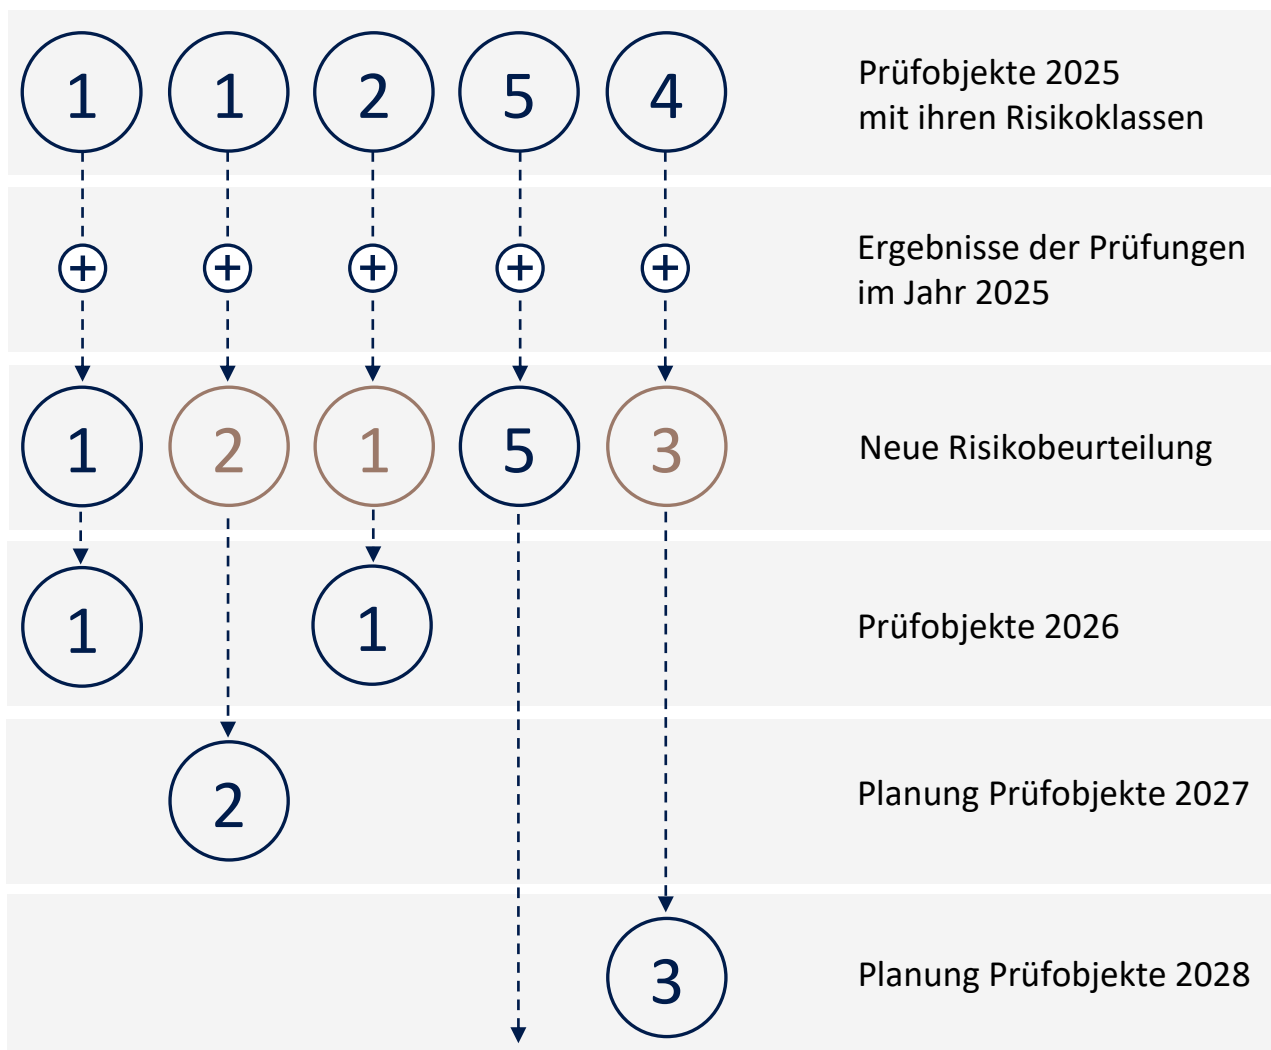 1 1 2 5 4
Prüfobjekte 2025
mit ihren Risikoklassen
+ + + + +
Ergebnisse der Prüfungen
im Jahr 2025
1 2 1 5 3
Neue Risikobeurteilung
1 1
Prüfobjekte 2026
2
Planung Prüfobjekte 2027
3
Planung Prüfobjekte 2028